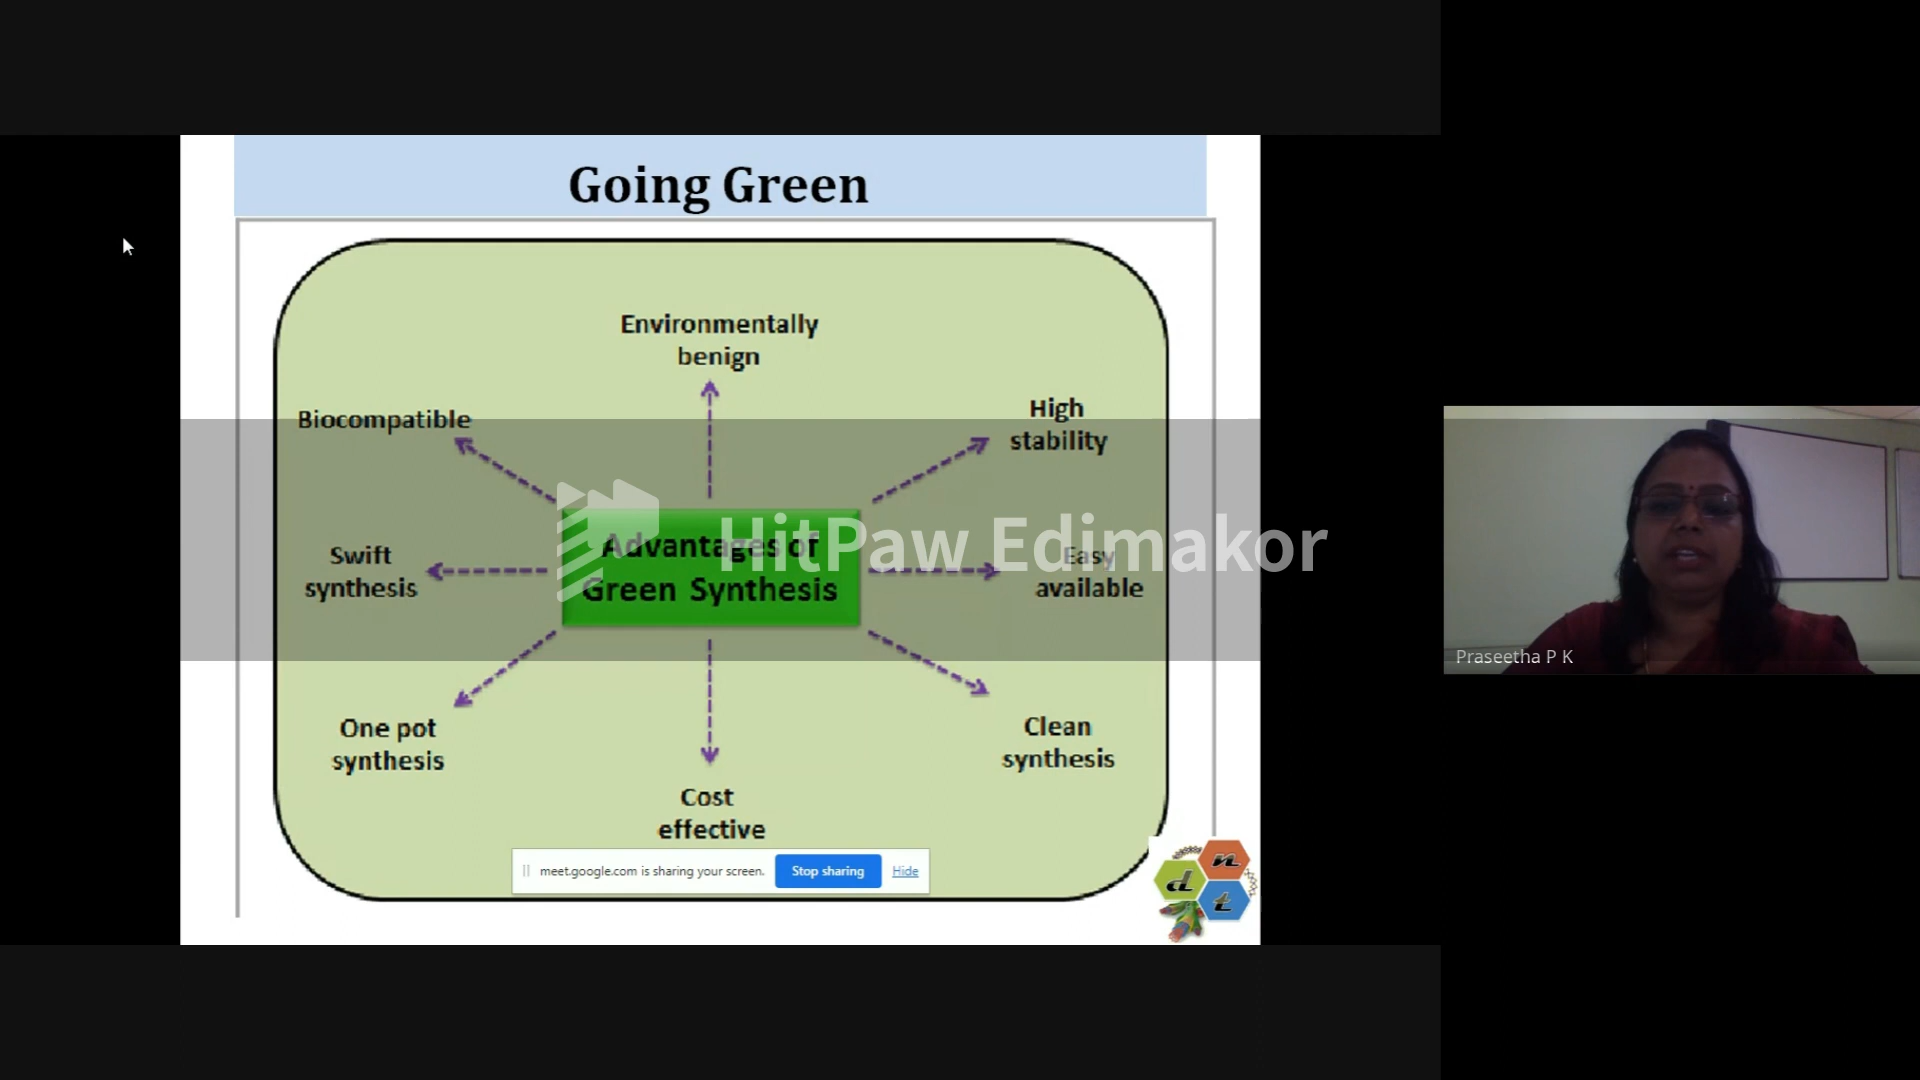 Going Green
Environmentally
benign
Biocompatible
High
stability
HitPaw Edimakor
Advantages of
Green Synthesis
Swift
synthesis
Easy
available
Praseetha P K
One pot
synthesis
Clean
synthesis
Cost
effective
meet.google.com is sharing your screen. Stop sharing Hide
n
d
t